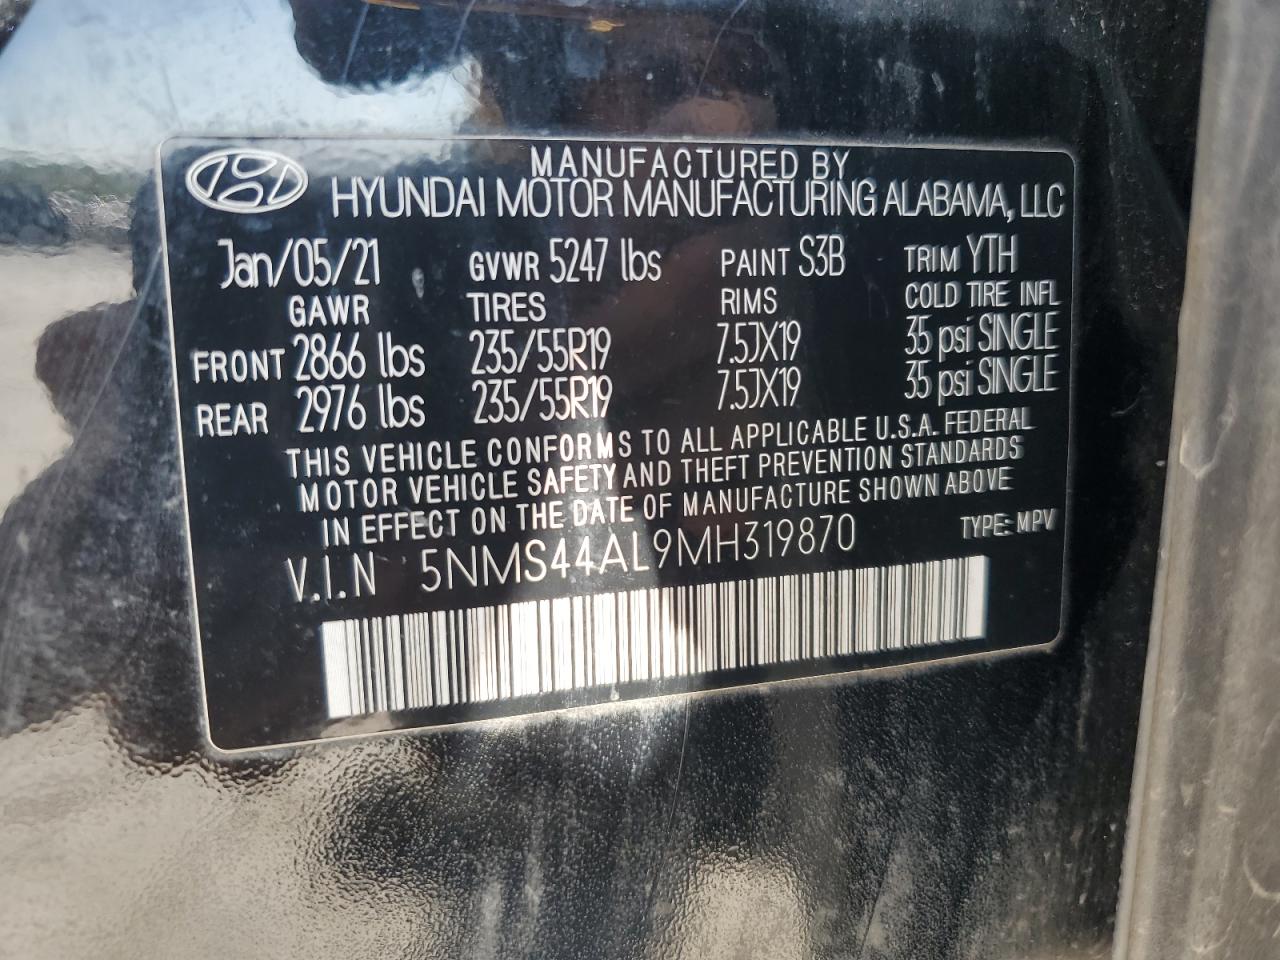 MANUFACTURED BY
HYUNDAI MOTOR MANUFACTURING ALABAMA, LLC
Jan/05/21 GVWR 5247 lbs PAINT S3B TRIM YTH
GAWR TIRES RIMS COLD TIRE INFL
FRONT 2866 lbs 235/55R19 7.5JX19 35 psi SINGLE
REAR 2976 lbs 235/55R19 7.5JX19 35 psi SINGLE
THIS VEHICLE CONFORMS TO ALL APPLICABLE U.S.A. FEDERAL
MOTOR VEHICLE SAFETY AND THEFT PREVENTION STANDARDS
IN EFFECT ON THE DATE OF MANUFACTURE SHOWN ABOVE
V.I.N 5NMS44AL9MH319870 TYPE: MPV